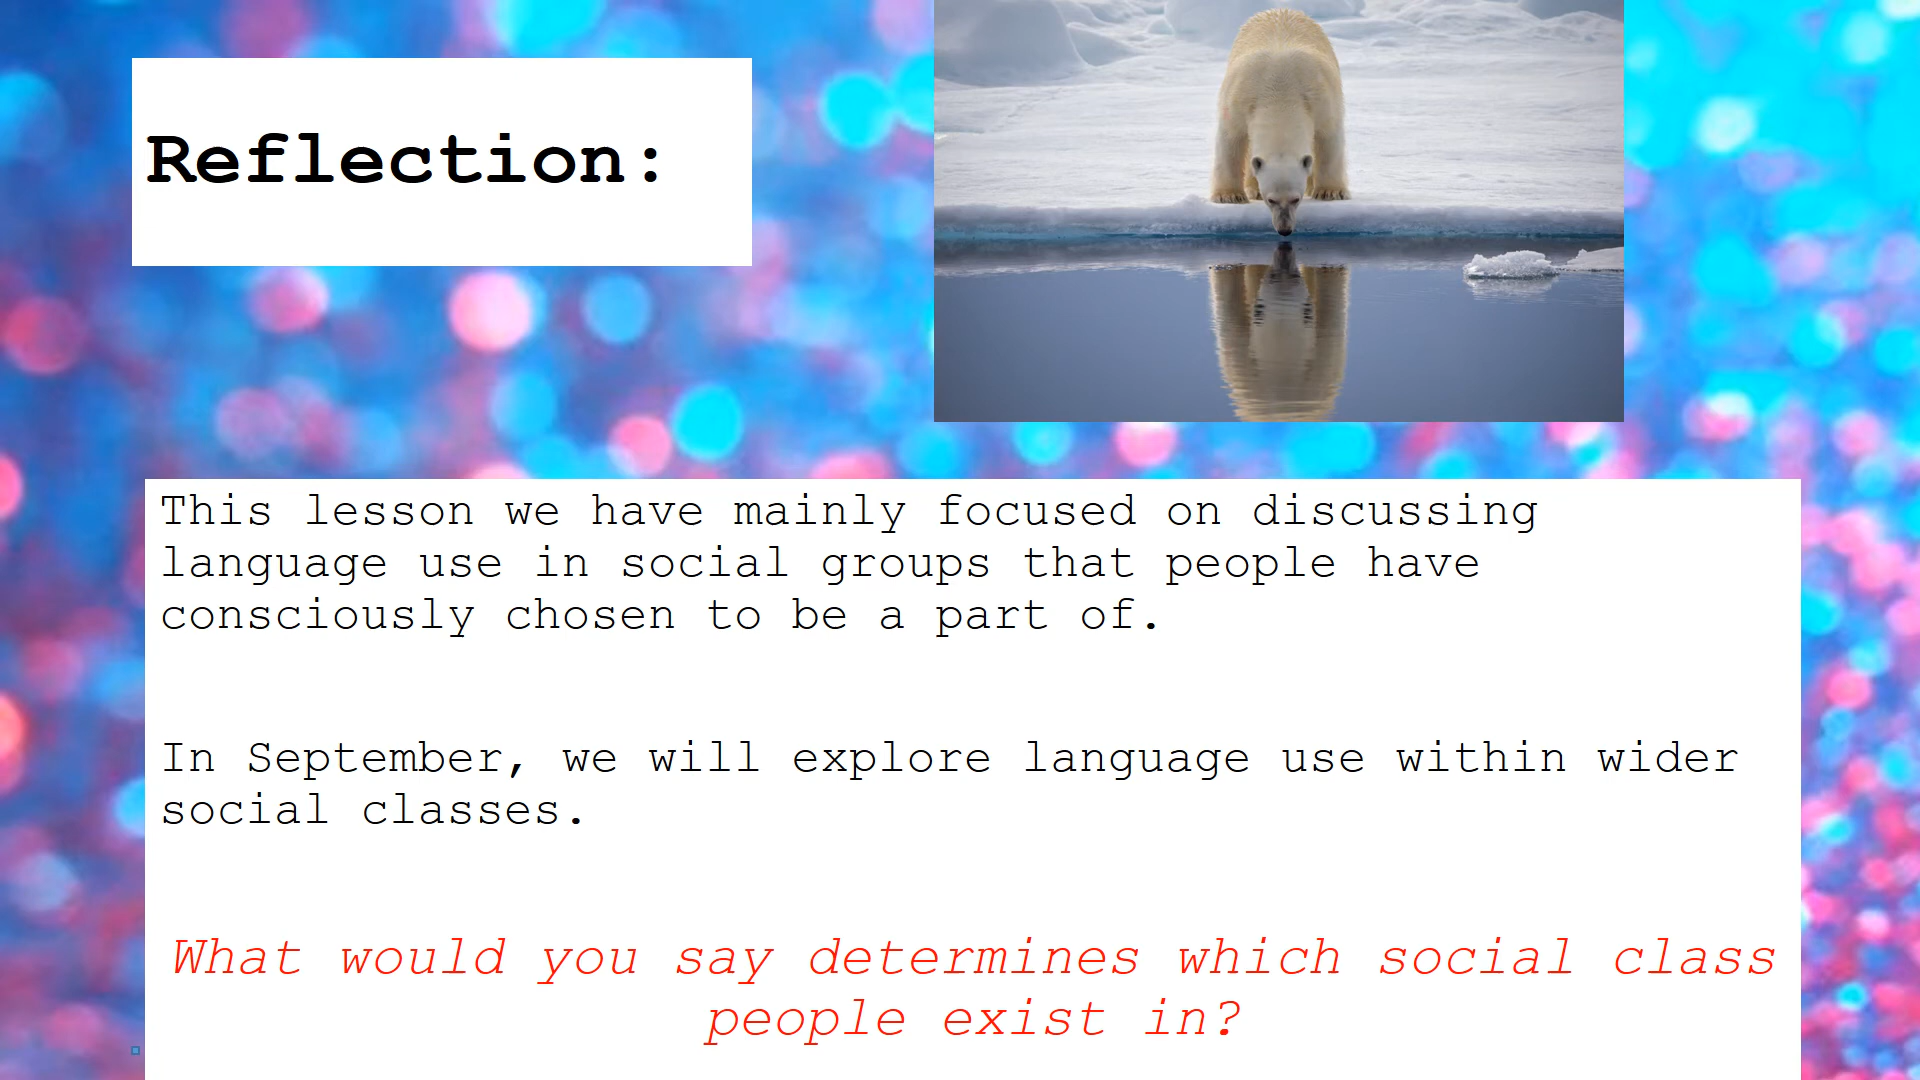 Reflection:
This lesson we have mainly focused on discussing
language use in social groups that people have
consciously chosen to be a part of.
In September, we will explore language use within wider
social classes.
What would you say determines which social class
people exist in?